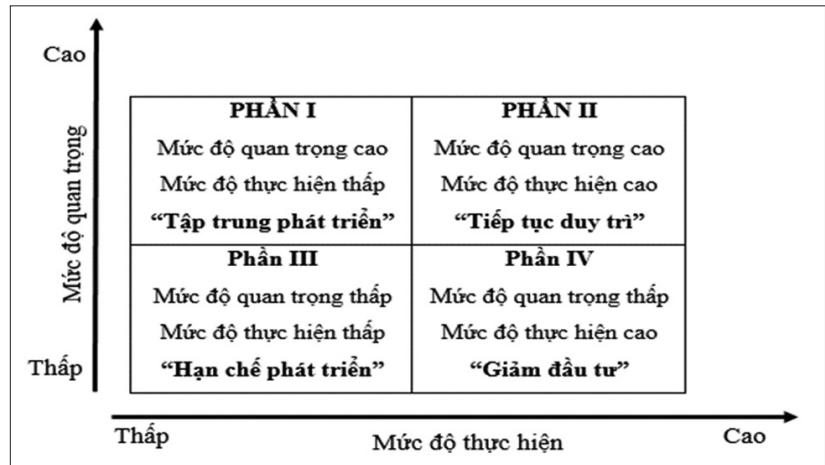 Cao
Mức độ quan trọng
Thấp
PHẦN I
Mức độ quan trọng cao
Mức độ thực hiện thấp
“Tập trung phát triển”
PHẦN II
Mức độ quan trọng cao
Mức độ thực hiện cao
“Tiếp tục duy trì”
Phần III
Mức độ quan trọng thấp
Mức độ thực hiện thấp
“Hạn chế phát triển”
Phần IV
Mức độ quan trọng thấp
Mức độ thực hiện cao
“Giảm đầu tư”
Thấp
Mức độ thực hiện
Cao